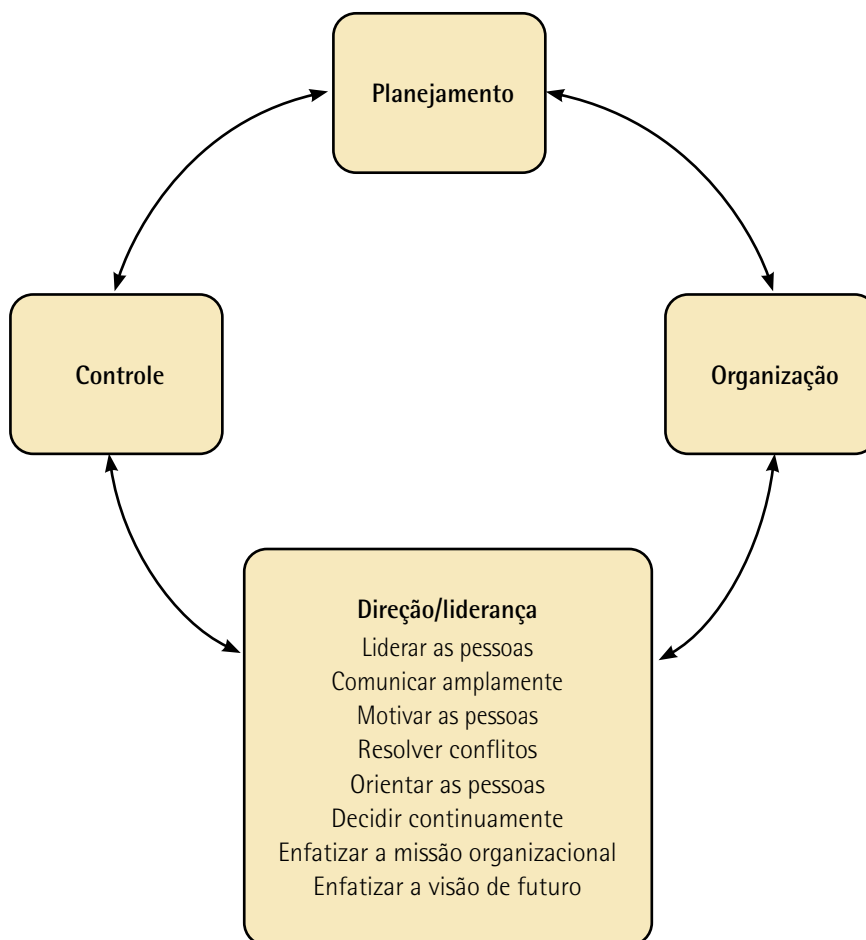 Planejamento
Controle
Organização
Direção/liderança
Liderar as pessoas
Comunicar amplamente
Motivar as pessoas
Resolver conflitos
Orientar as pessoas
Decidir continuamente
Enfatizar a missão organizacional
Enfatizar a visão de futuro